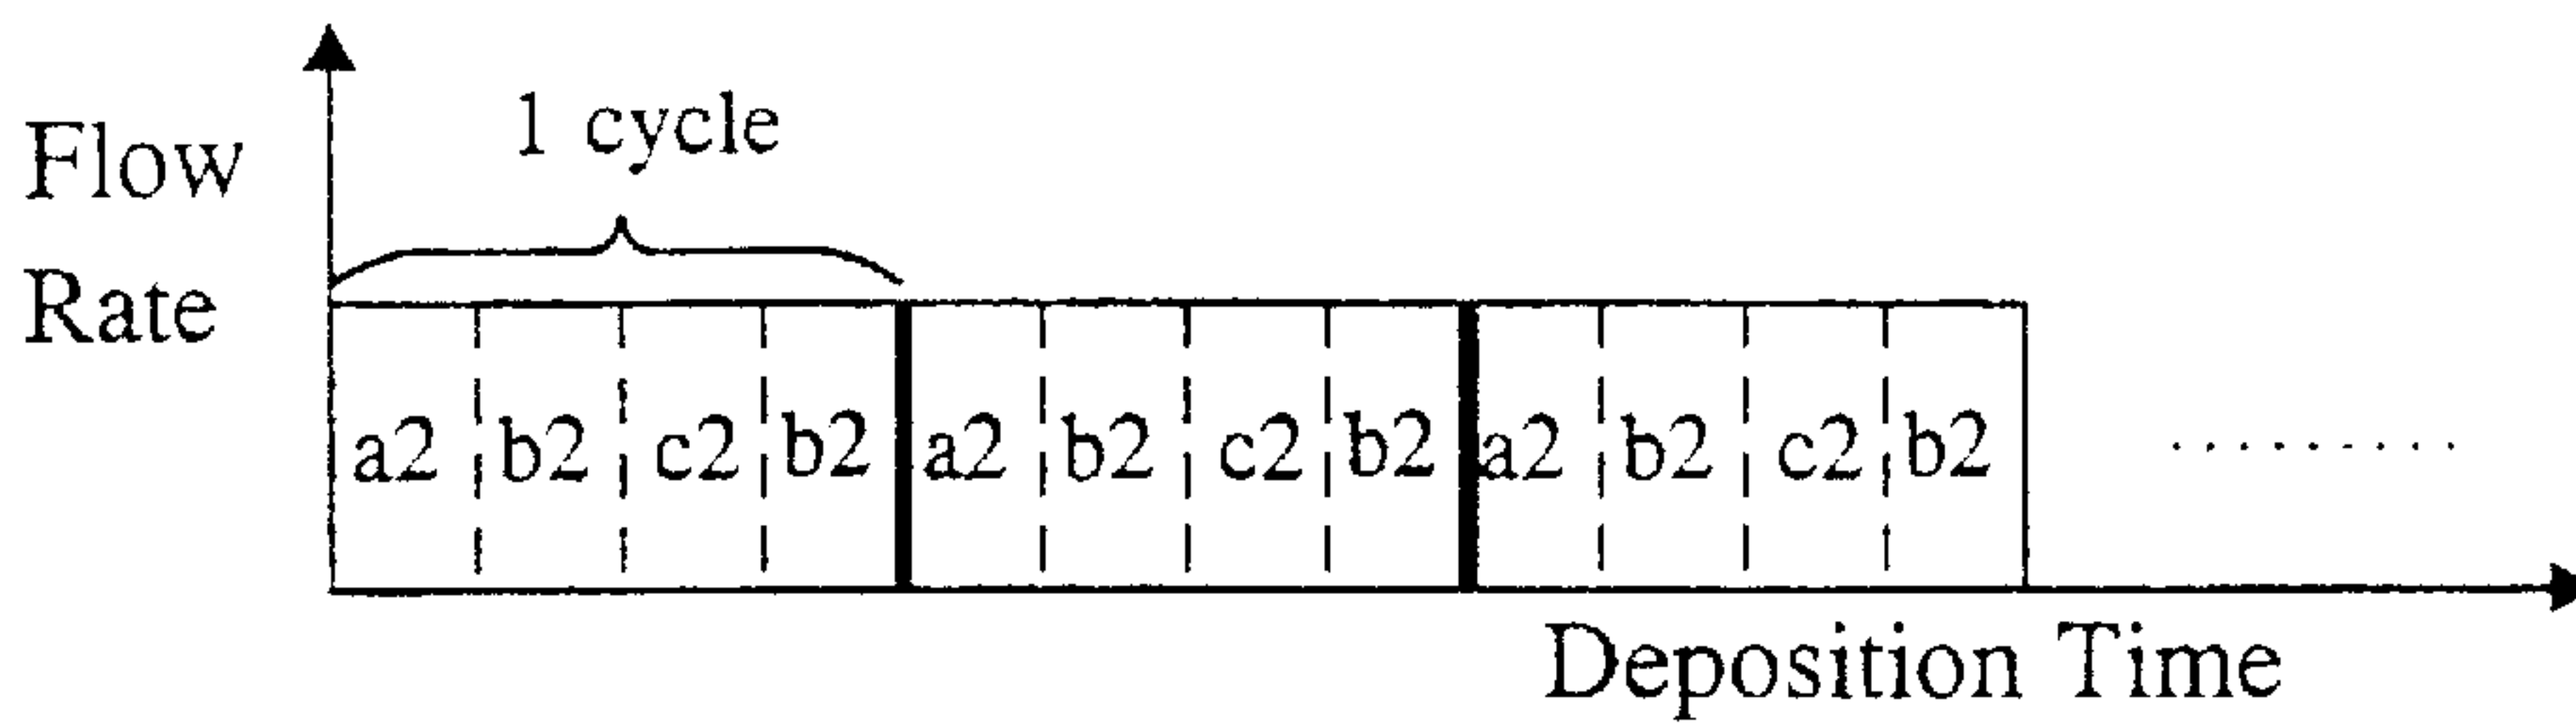 Flow
Rate
1 cycle
a2 b2 c2 b2 a2 b2 c2 b2 a2 b2 c2 b2 .........
Deposition Time